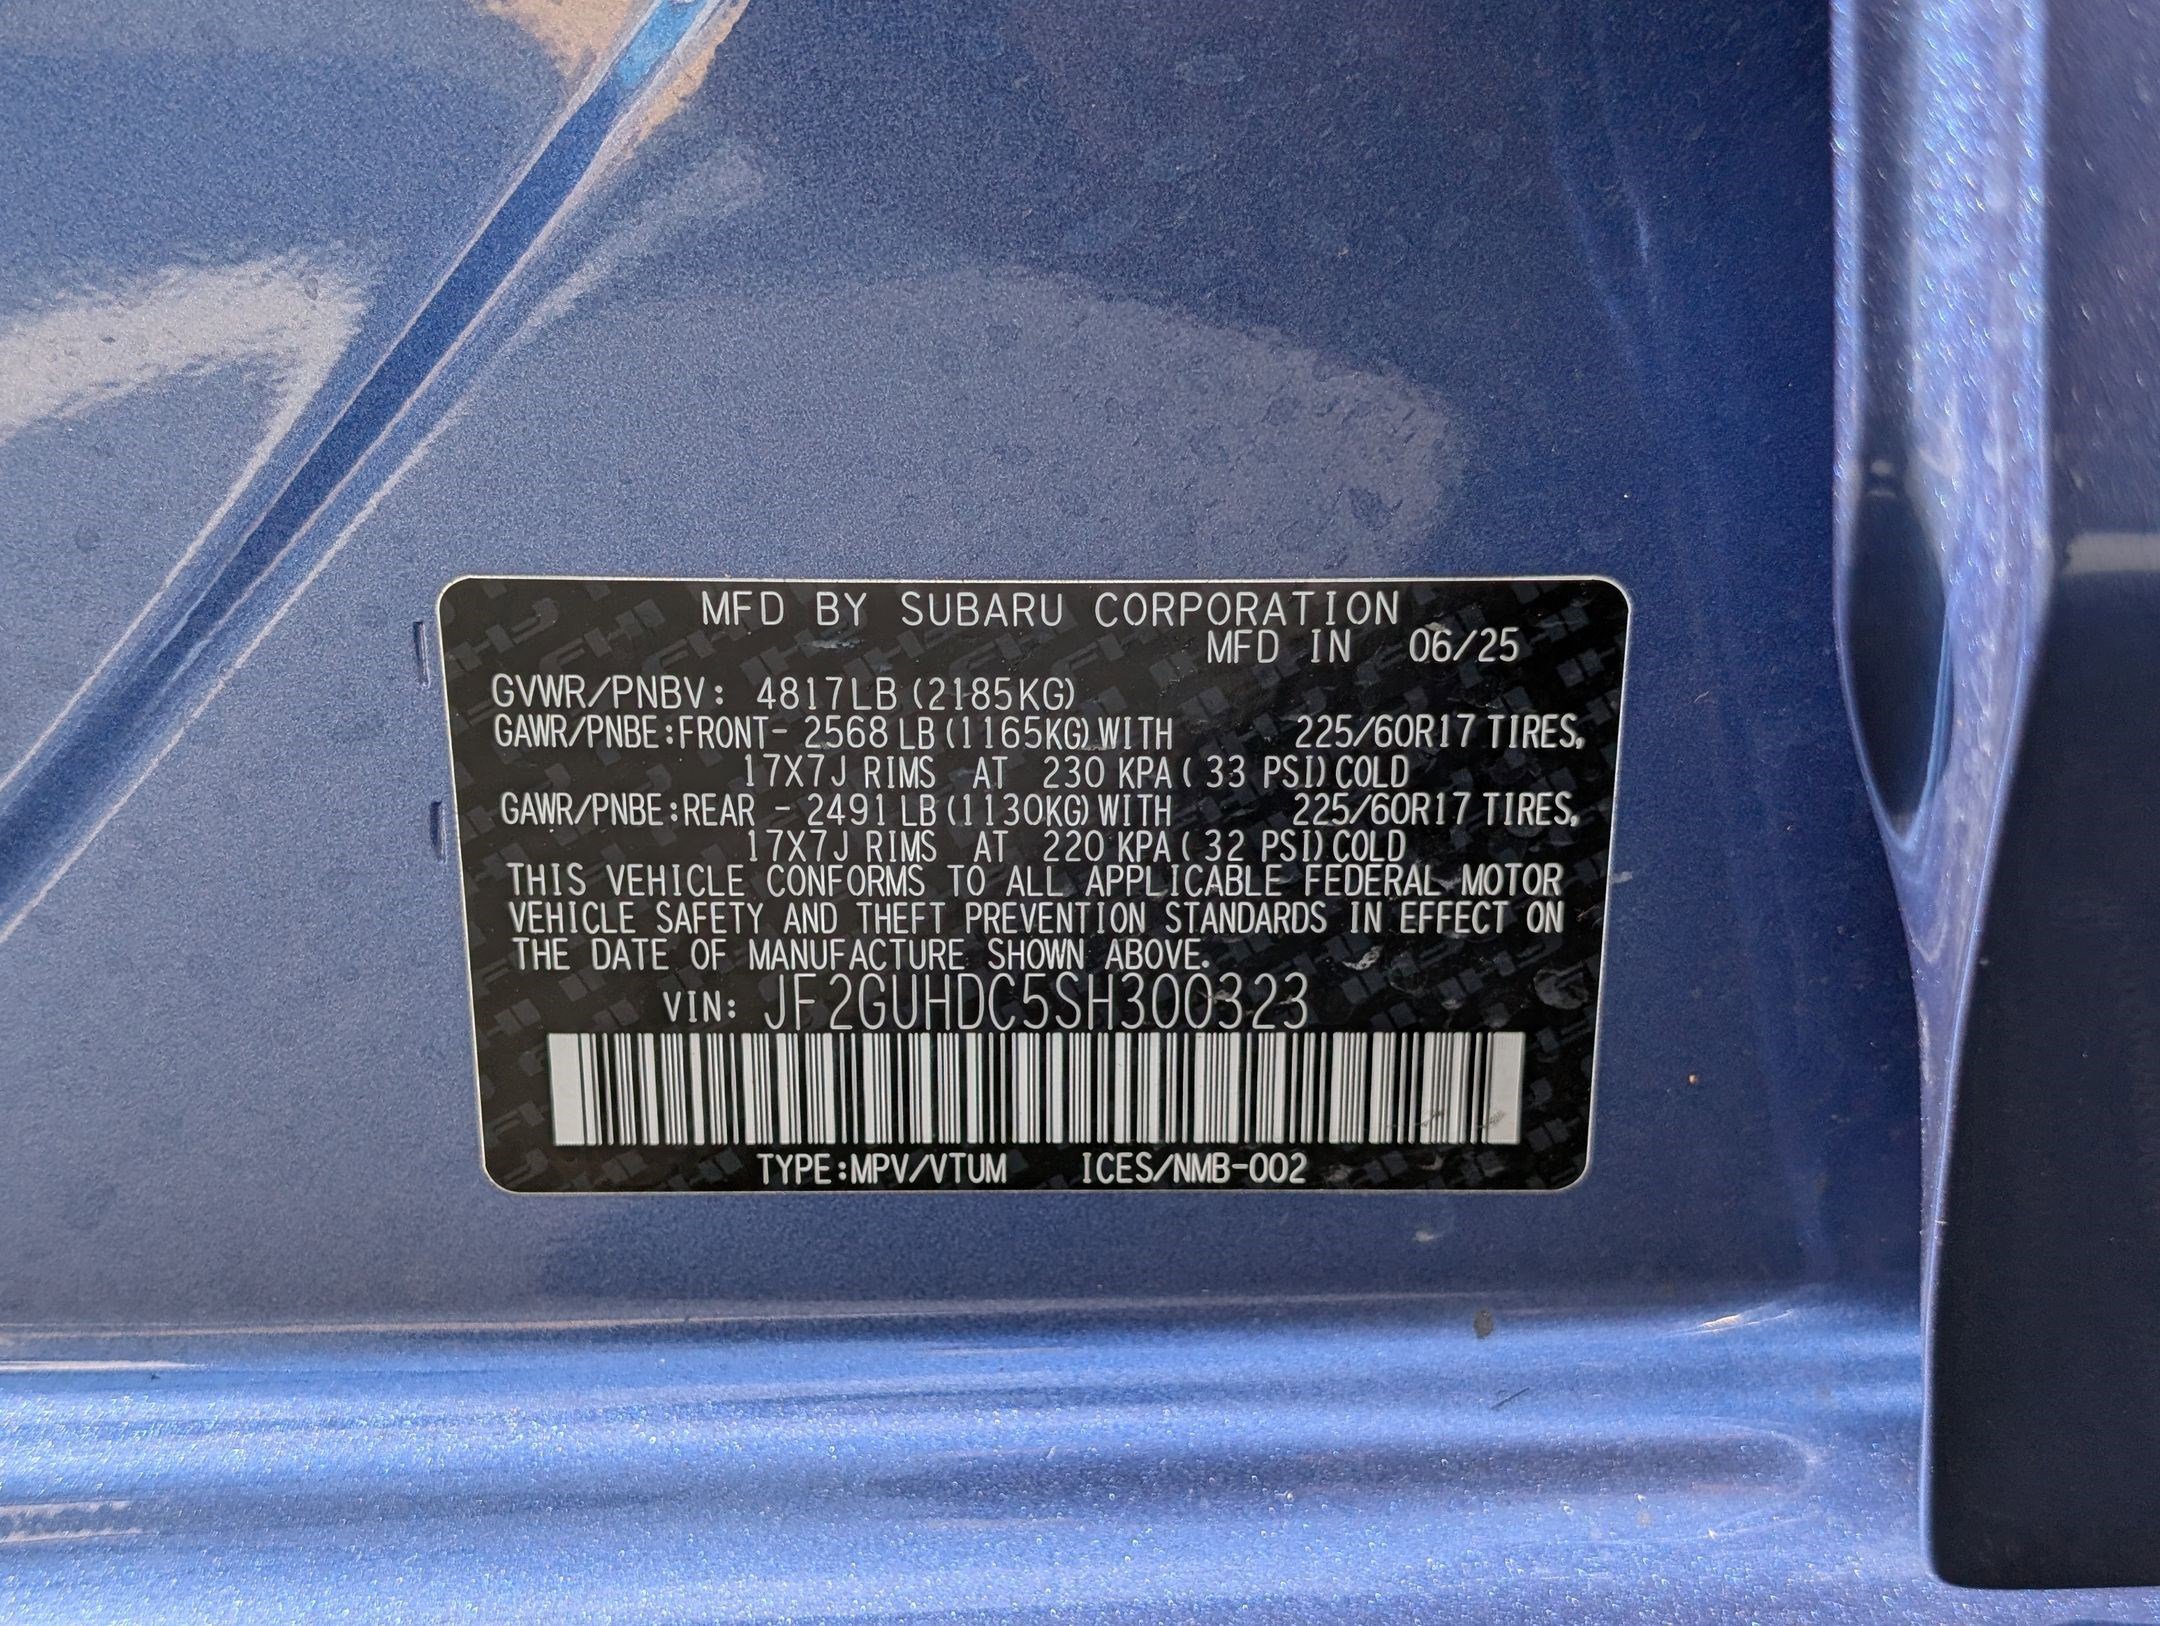 MFD BY SUBARU CORPORATION
MFD IN 06/25
GVWR/PNBV: 4817LB (2185KG)
GAWR/PNBE:FRONT- 2568 LB (1165KG) WITH 225/60R17 TIRES,
17X7J RIMS AT 230 KPA ( 33 PSI) COLD
GAWR/PNBE:REAR - 2491 LB (1130KG) WITH 225/60R17 TIRES,
17X7J RIMS AT 220 KPA ( 32 PSI) COLD
THIS VEHICLE CONFORMS TO ALL APPLICABLE FEDERAL MOTOR
VEHICLE SAFETY AND THEFT PREVENTION STANDARDS IN EFFECT ON
THE DATE OF MANUFACTURE SHOWN ABOVE.
VIN: JF2GUHDC5SH300323
TYPE:MPV/VTUM ICES/NMB-002